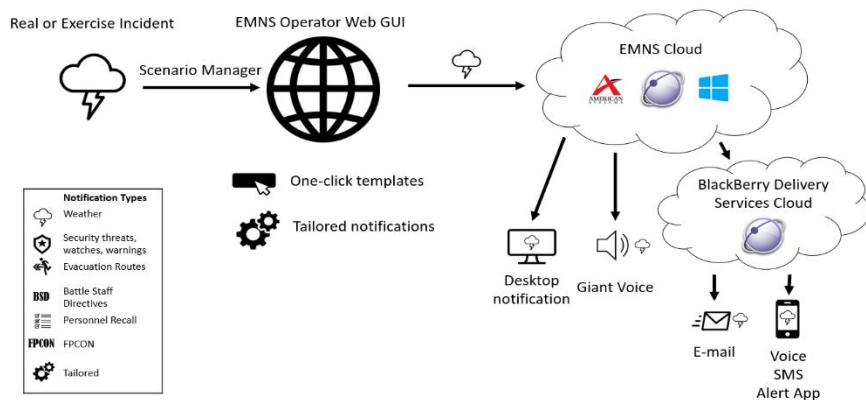 Real or Exercise Incident
EMNS Operator Web GUI
Scenario Manager
EMNS Cloud
AMERICAN
SYSTEMS
One-click templates
Tailored notifications
BlackBerry Delivery
Services Cloud
Desktop
notification
Giant Voice
E-mail
Voice
SMS
Alert App
Notification Types
Weather
Security threats,
watches, warnings
Evacuation Routes
BSD
Battle Staff
Directives
Personnel Recall
FPCON
FPCON
Tailored